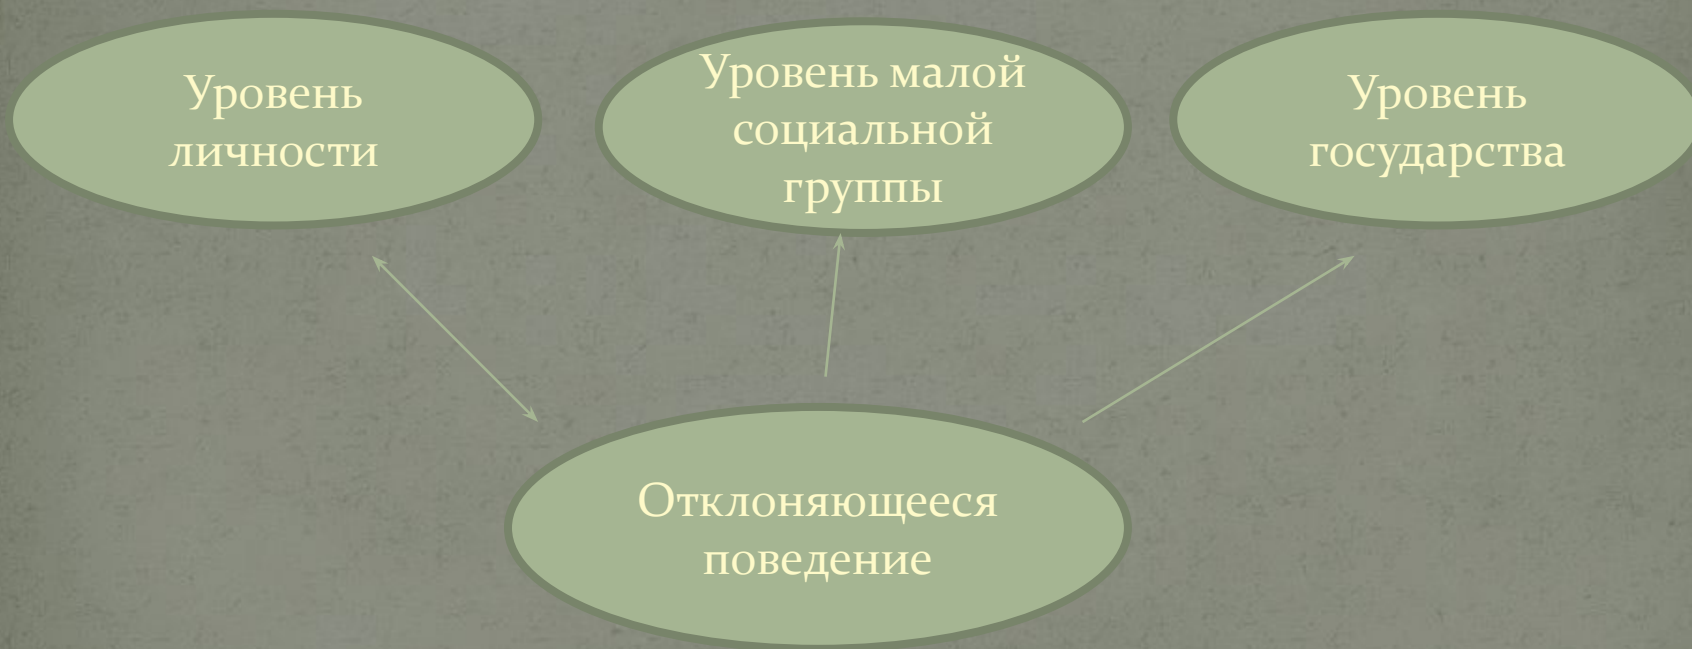 Уровень
личности
Уровень малой
социальной
группы
Уровень
государства
Отклоняющееся
поведение